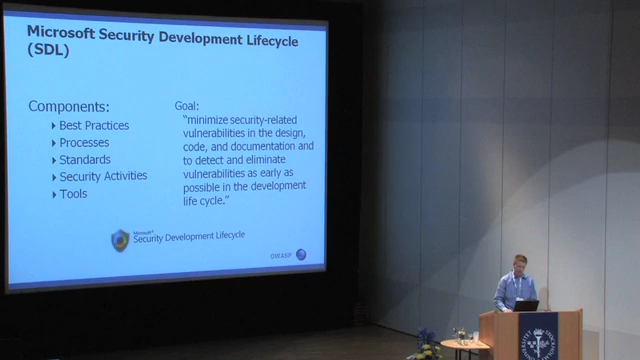 Microsoft Security Development Lifecycle
(SDL)
Components:
Best Practices
Processes
Standards
Security Activities
Tools
Goal:
“minimize security-related
vulnerabilities in the design,
code, and documentation and
to detect and eliminate
vulnerabilities as early as
possible in the development
life cycle.”
Microsoft
Security Development Lifecycle
OWASP